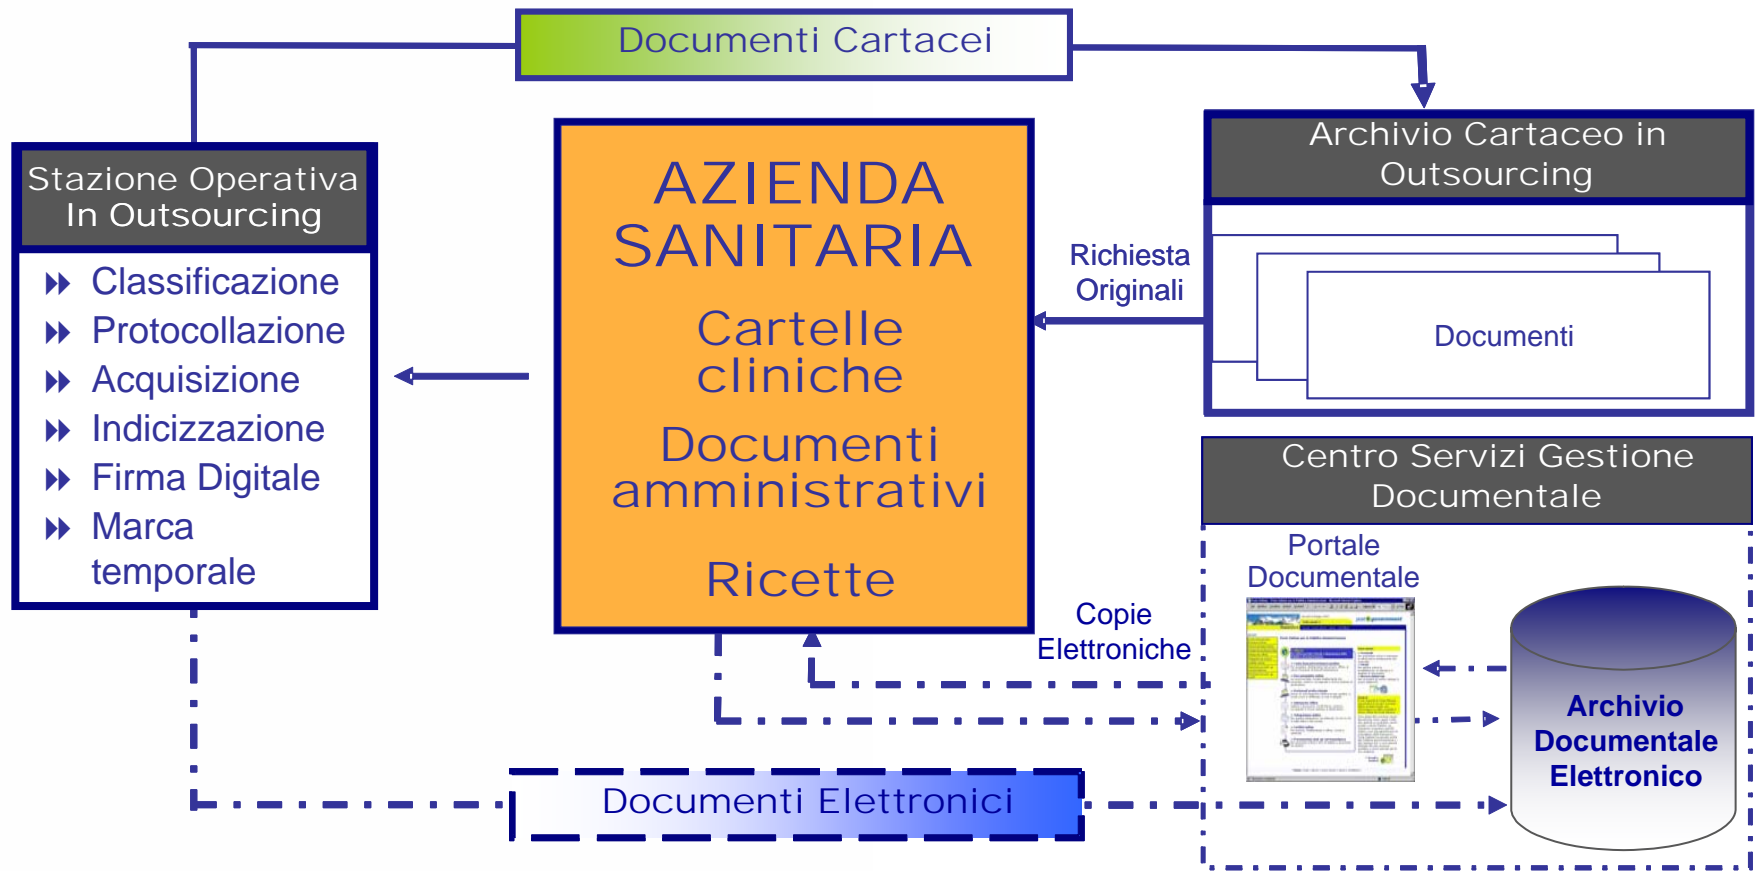 Documenti Cartacei
Stazione Operativa
In Outsourcing
Classificazione
Protocollazione
Acquisizione
Indicizzazione
Firma Digitale
Marca
temporale
AZIENDA
SANITARIA
Cartelle
cliniche
Documenti
amministrativi
Ricette
Richiesta
Originali
Archivio Cartaceo in
Outsourcing
Documenti
Centro Servizi Gestione
Documentale
Portale
Documentale
Copie
Elettroniche
Archivio
Documentale
Elettronico
Documenti Elettronici